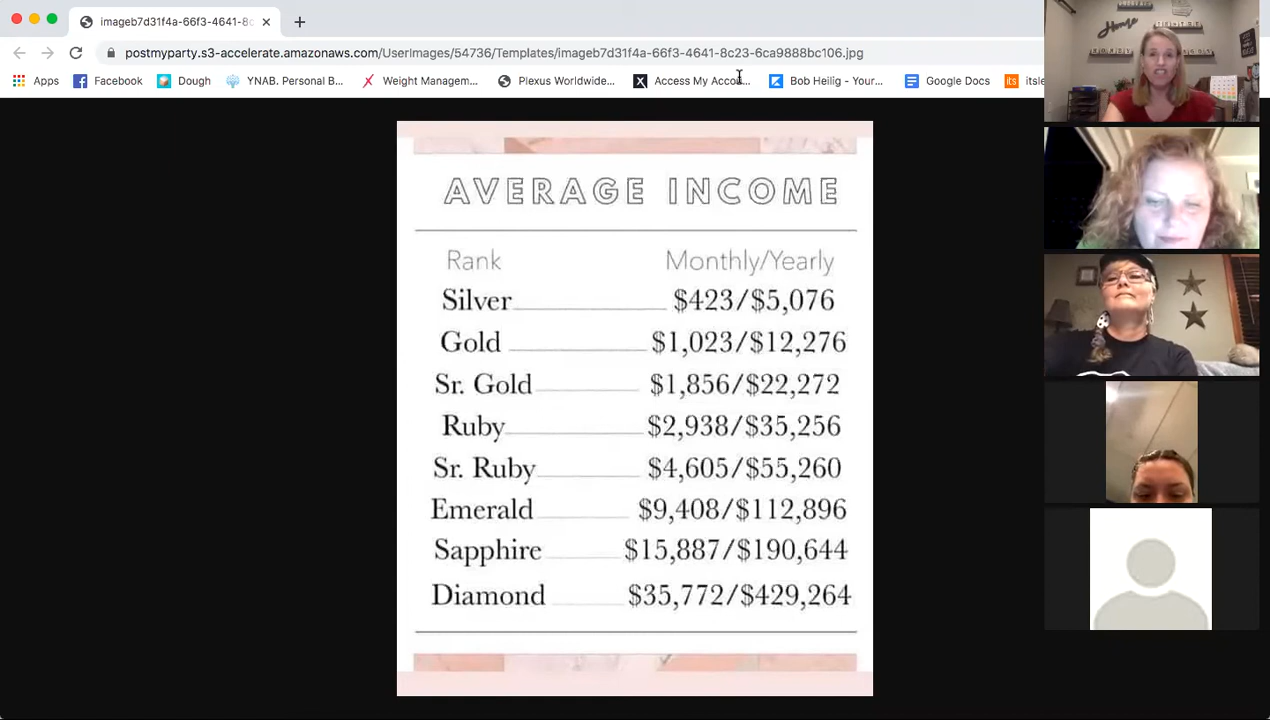 imageb7d31f4a-66f3-4641-8c
postmyparty.s3-accelerate.amazonaws.com/UserImages/54736/Templates/imageb7d31f4a-66f3-4641-8c23-6ca9888bc106.jpg
Apps Facebook Dough YNAB. Personal B... Weight Managem... Plexus Worldwide... Access My Accou... Bob Heilig - Your... Google Docs its
AVERAGE INCOME
Rank Monthly/Yearly
Silver $423/$5,076
Gold $1,023/$12,276
Sr. Gold $1,856/$22,272
Ruby $2,938/$35,256
Sr. Ruby $4,605/$55,260
Emerald $9,408/$112,896
Sapphire $15,887/$190,644
Diamond $35,772/$429,264
Home